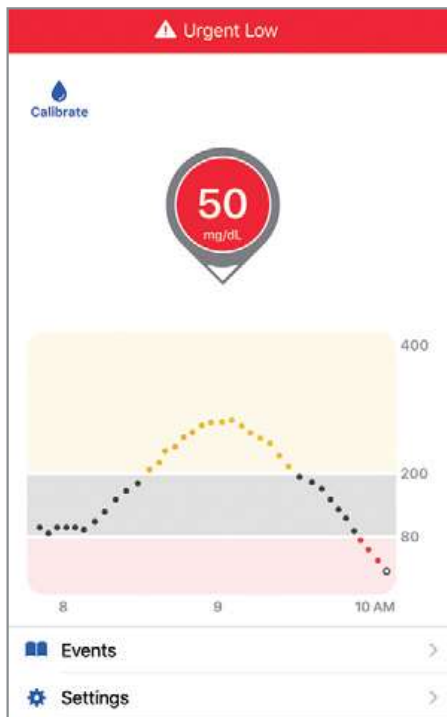 Urgent Low
Calibrate
50
mg/dL
400
200
80
8 9 10 AM
Events
Settings